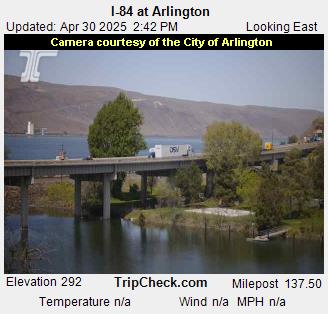 I-84 at Arlington
Updated: Apr 30 2025 2:42 PM Looking East
Camera courtesy of the City of Arlington
DSV
Elevation 292 TripCheck.com Milepost 137.50
Temperature n/a Wind n/a MPH n/a